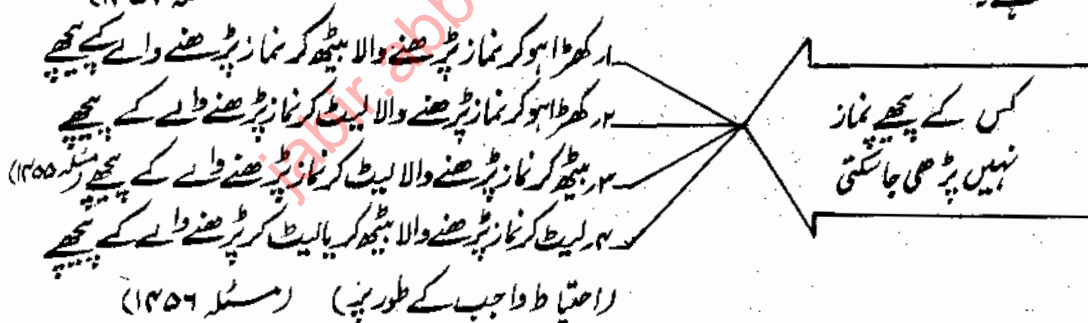 ۱۔ کھڑا ہو کر نماز پڑھنے والا بیٹھ کر نماز پڑھنے والے کے پیچھے
۲۔ کھڑا ہو کر نماز پڑھنے والا لیٹ کر نماز پڑھنے والے کے پیچھے
کس کے پیچھے نماز
۳۔ بیٹھ کر نماز پڑھنے والا لیٹ کر نماز پڑھنے والے کے پیچھے (مسئلہ ۱۴۵۵)
نہیں پڑھی جا سکتی
۴۔ لیٹ کر نماز پڑھنے والا بیٹھ کر یا لیٹ کر پڑھنے والے کے پیچھے
(احتیاط واجب کے طور پر) (مسئلہ ۱۴۵۶)
jabir.abb